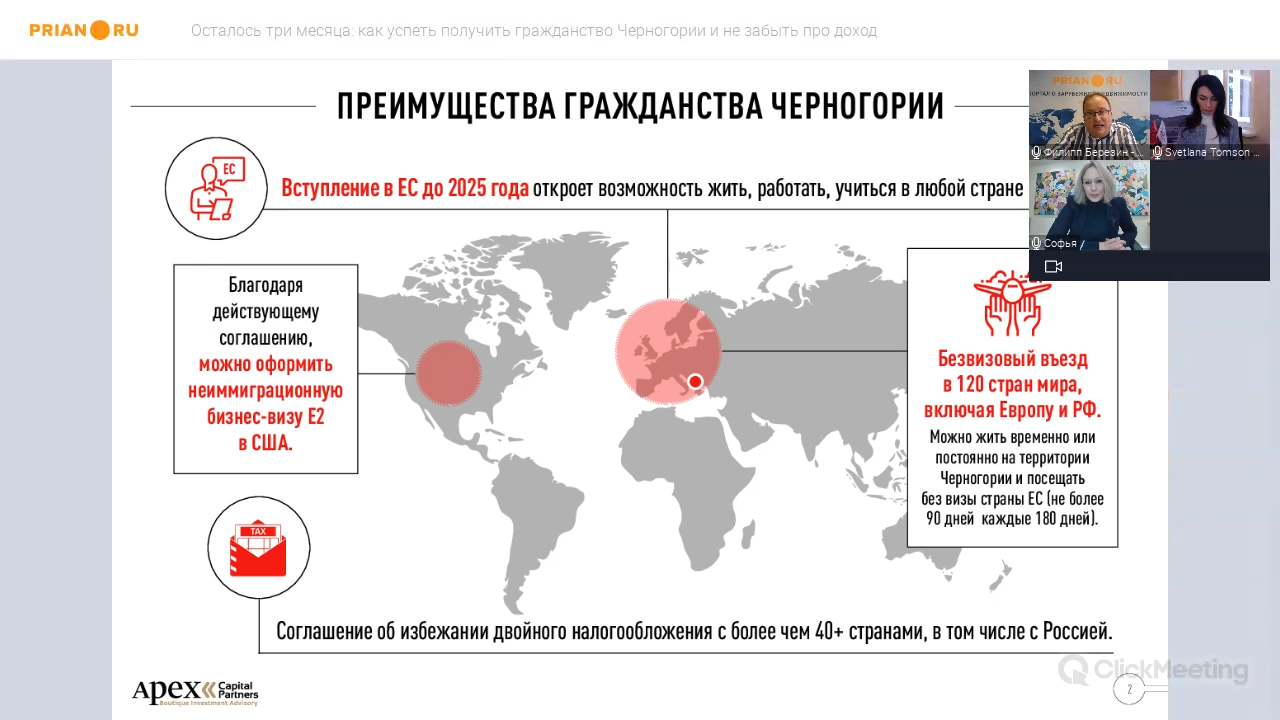 PRIAN RU
Осталось три месяца: как успеть получить гражданство Черногории и не забыть про доход
ПРЕИМУЩЕСТВА ГРАЖДАНСТВА ЧЕРНОГОРИИ
PRIAN RU
ПОРТАЛ О ЗАРУБЕЖНОЙ НЕДВИЖИМОСТИ
Филипп Березин -...
Svetlana Tomson ...
Софья
ЕС
Вступление в ЕС до 2025 года откроет возможность жить, работать, учиться в любой стране
Благодаря
действующему
соглашению,
можно оформить
неиммиграционную
бизнес-визу Е2
в США.
Безвизовый въезд
в 120 стран мира,
включая Европу и РФ.
Можно жить временно или
постоянно на территории
Черногории и посещать
без визы страны ЕС (не более
90 дней каждые 180 дней).
TAX
Соглашение об избежании двойного налогообложения с более чем 40+ странами, в том числе с Россией.
Apex Capital Partners
Boutique Investment Advisory
ClickMeeting
2